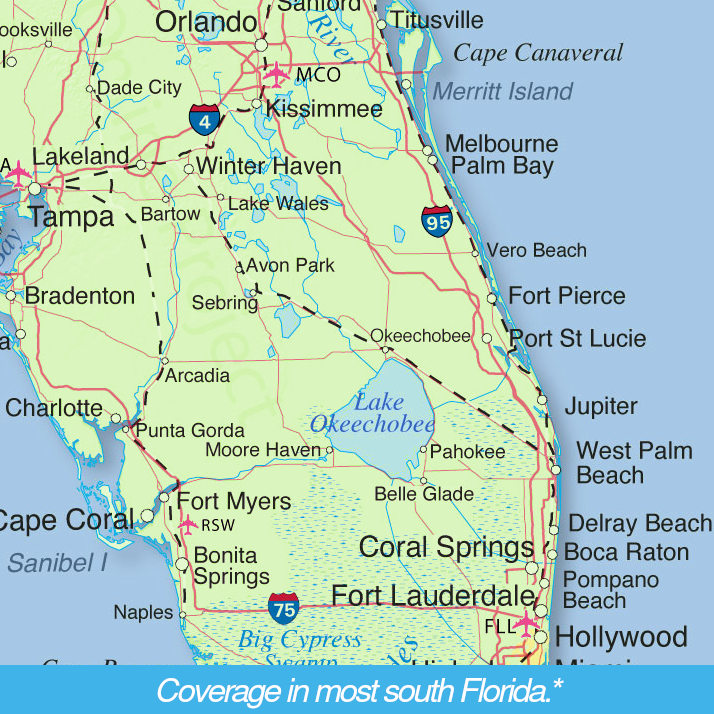 Sanford
Titusville
Orlando
River
ooksville
Cape Canaveral
MCO
Dade City
Merritt Island
Kissimmee
4
Melbourne
Lakeland
Winter Haven
Palm Bay
A
Lake Wales
Bartow
Tampa
95
Bay
Vero Beach
Avon Park
Bradenton
Sebring
Fort Pierce
Okeechobee
Port St Lucie
a
Arcadia
Lake
Okeechobee
Charlotte
Jupiter
Punta Gorda
Moore Haven
Pahokee
West Palm
Beach
Belle Glade
Fort Myers
Cape Coral
RSW
Delray Beach
Coral Springs
Boca Raton
Sanibel I
Bonita
Springs
Pompano
Beach
Fort Lauderdale
75
Naples
FLL
Hollywood
Big Cypress
Swamp
les
Miami
Coverage in most south Florida.*